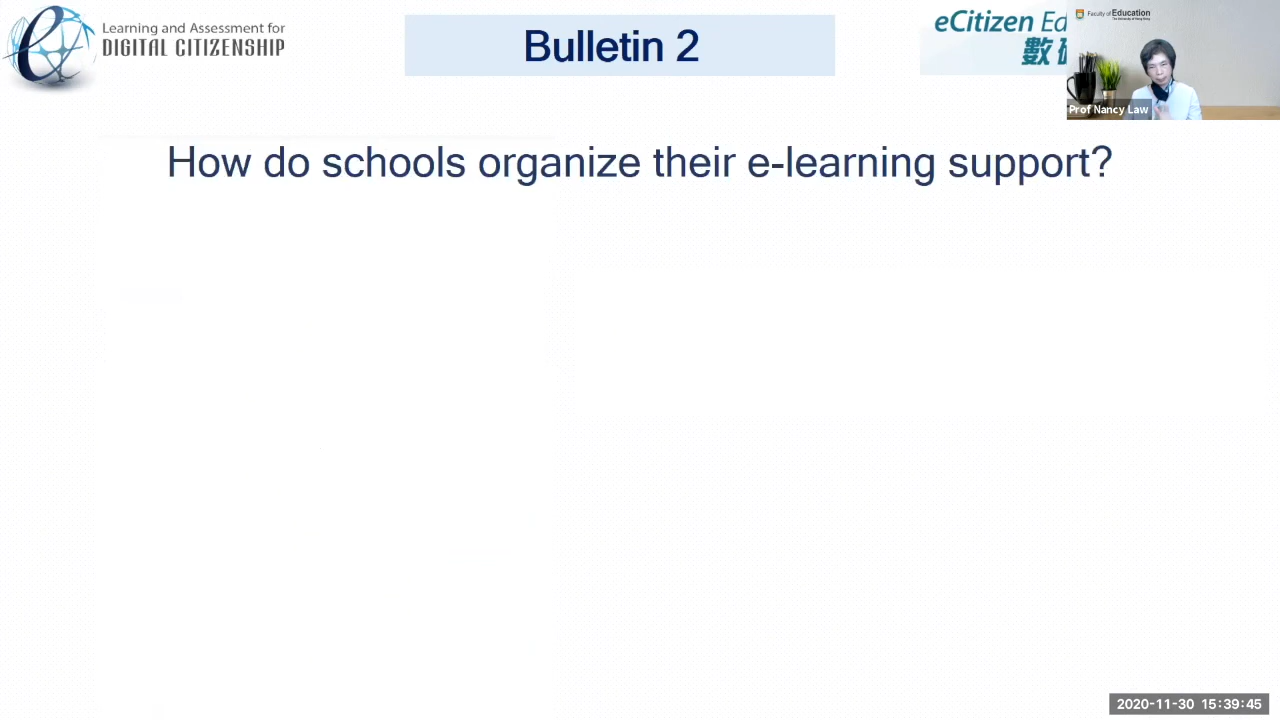 Learning and Assessment for
DIGITAL CITIZENSHIP
Bulletin 2
eCitizen Ed
數
Faculty of Education
The University of Hong Kong
Prof Nancy Law
How do schools organize their e-learning support?
2020-11-30 15:39:45